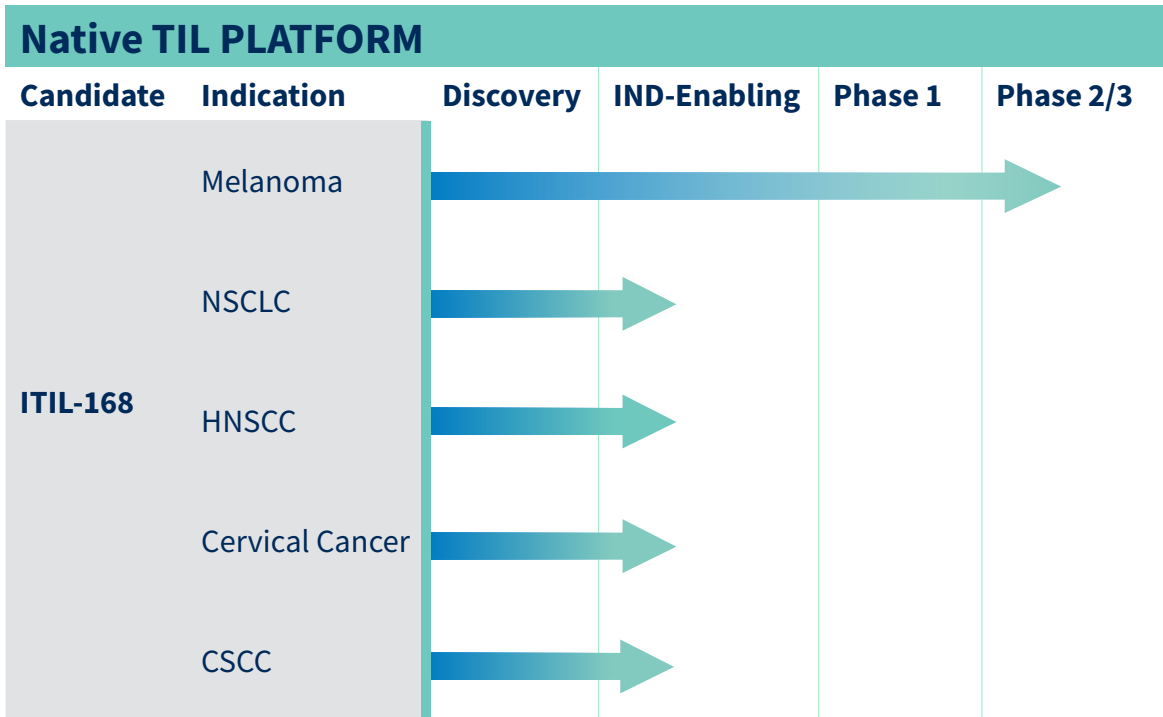 Native TIL PLATFORM
Candidate Indication Discovery IND-Enabling Phase 1 Phase 2/3
Melanoma
NSCLC
ITIL-168
HNSCC
Cervical Cancer
CSCC